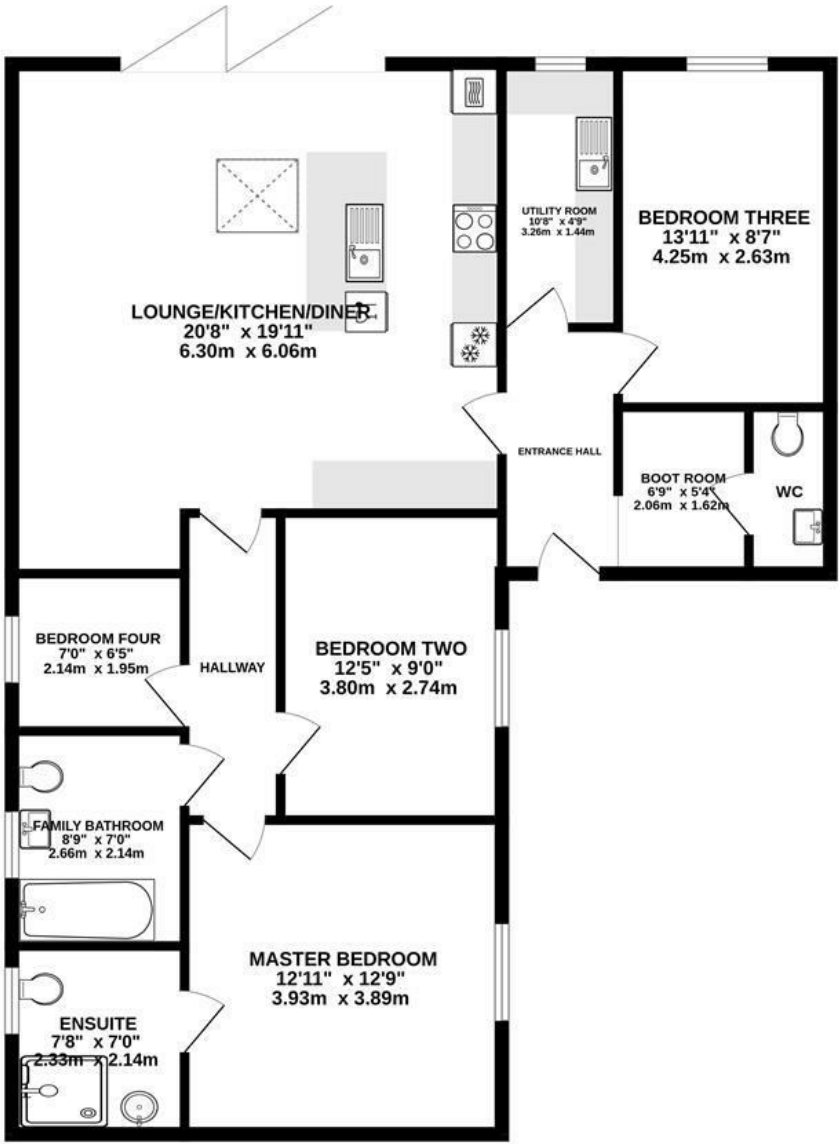 LOUNGE/KITCHEN/DINER
20'8" x 19'11"
6.30m x 6.06m
UTILITY ROOM
10'8" x 4'9"
3.26m x 1.44m
BEDROOM THREE
13'11" x 8'7"
4.25m x 2.63m
ENTRANCE HALL
BOOT ROOM
6'9" x 5'4"
2.06m x 1.62m
WC
BEDROOM FOUR
7'0" x 6'5"
2.14m x 1.95m
HALLWAY
BEDROOM TWO
12'5" x 9'0"
3.80m x 2.74m
FAMILY BATHROOM
8'9" x 7'0"
2.66m x 2.14m
MASTER BEDROOM
12'11" x 12'9"
3.93m x 3.89m
ENSUITE
7'8" x 7'0"
2.33m x 2.14m